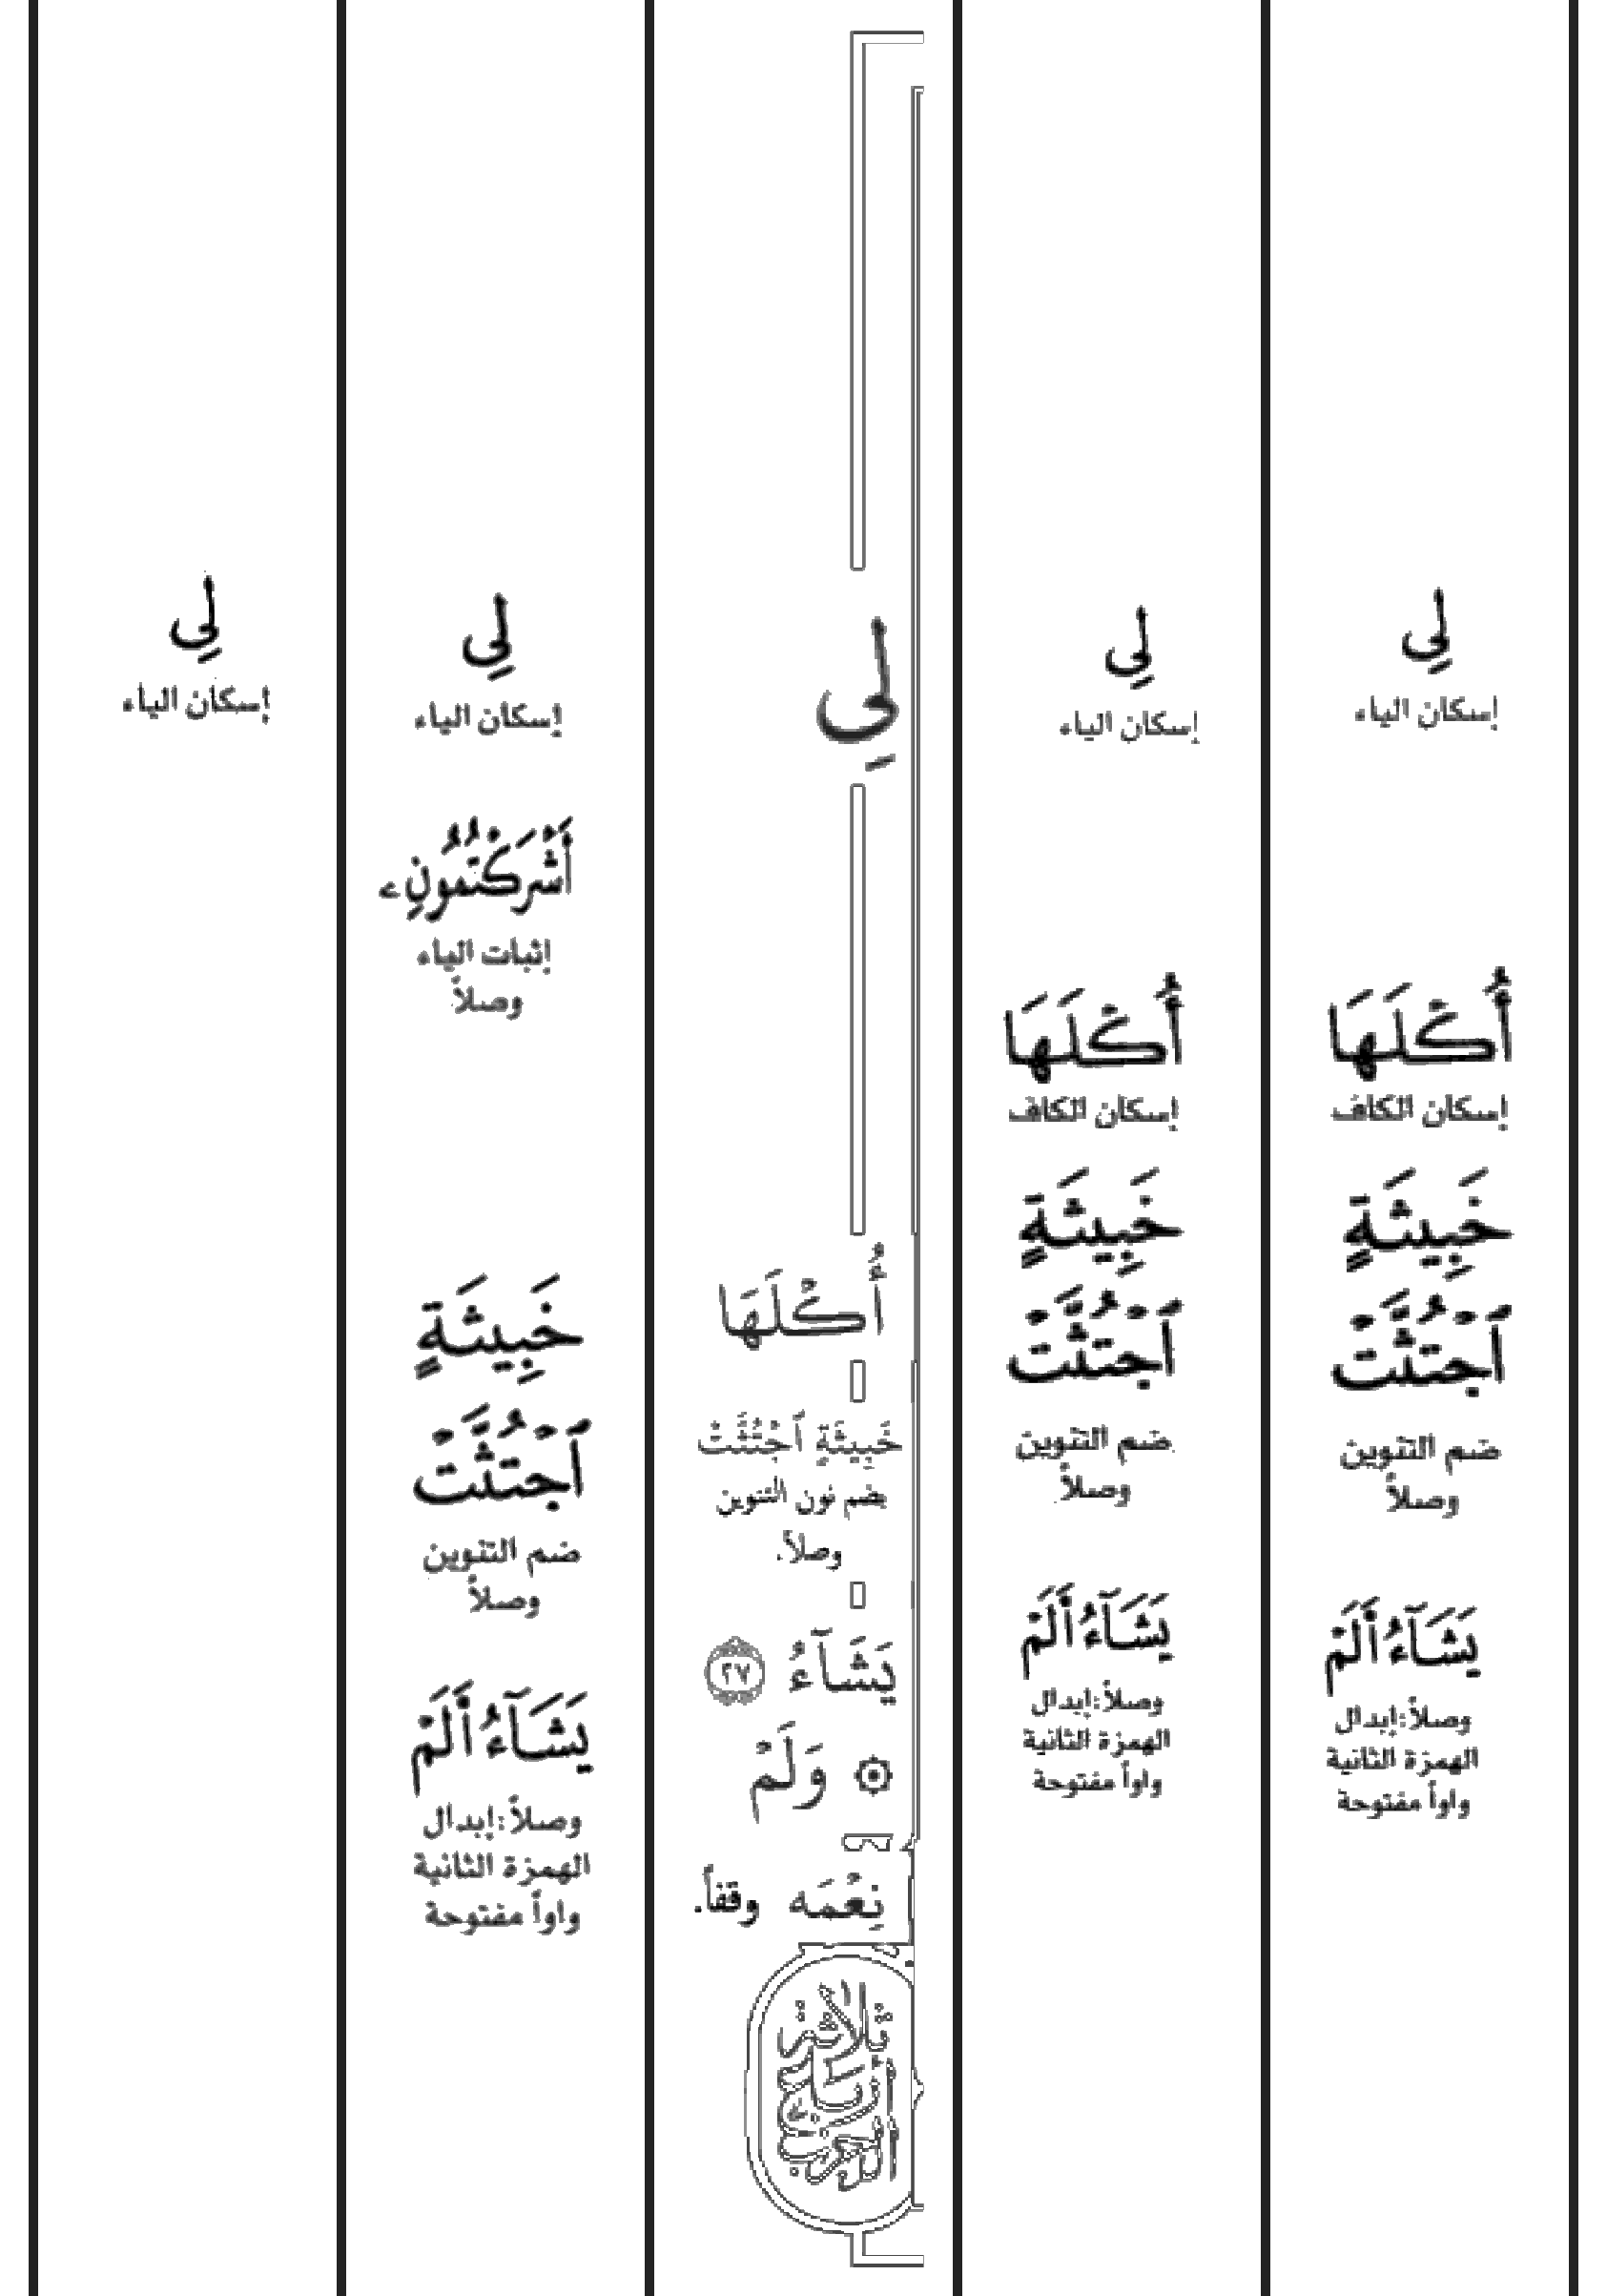 لِي
إسكان الياء
أُكْلَهَا
إسكان الكاف
خَبِيثَةٍ
ٱجْتُثَّتْ
ضم التنوين
وصلاً
يَشَآءُ أَلَمْ
وصلاً: إبدال
الهمزة الثانية
واواً مفتوحة
لِي
إسكان الياء
أُكْلَهَا
إسكان الكاف
خَبِيثَةٍ
ٱجْتُثَّتْ
ضم التنوين
وصلاً
يَشَآءُ أَلَمْ
وصلاً: إبدال
الهمزة الثانية
واواً مفتوحة
لِي
أُكْلَهَا
خَبِيثَةٍ ٱجْتُثَّتْ
بضم نون التنوين
وصلاً.
يَشَآءُ ٢٧
۞ وَلَمْ
نِعْمَه وقفاً.
ثلاثة
أرباع
الحزب
لِي
إسكان الياء
أَشْرَكْتُمُونِۦ
إثبات الياء
وصلاً
خَبِيثَةٍ
ٱجْتُثَّتْ
ضم التنوين
وصلاً
يَشَآءُ أَلَمْ
وصلاً: إبدال
الهمزة الثانية
واواً مفتوحة
لِي
إسكان الياء